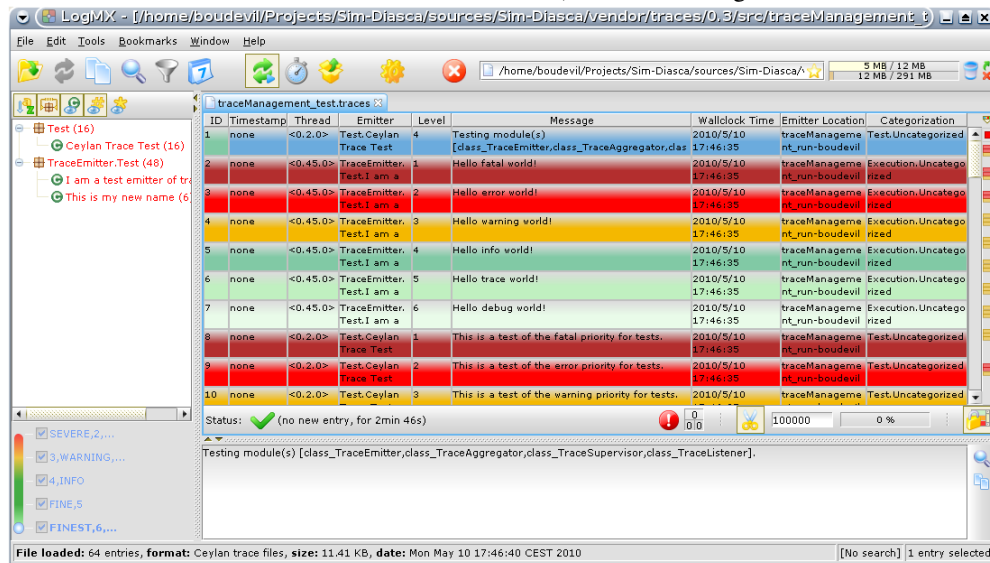 LogMX - [/home/boudevil/Projects/Sim-Diasca/sources/Sim-Diasca/vendor/traces/0.3/src/traceManagement_t
File Edit Tools Bookmarks Window Help
/home/boudevil/Projects/Sim-Diasca/sources/Sim-Diasca/
5 MB / 12 MB
12 MB / 291 MB
traceManagement_test.traces
Test (16)
Ceylan Trace Test (16)
TraceEmitter.Test (48)
I am a test emitter of tra
This is my new name (6
ID Timestamp Thread Emitter Level Message Wallclock Time Emitter Location Categorization
1 none <0.2.0> Test.Ceylan 4 Testing module(s) 2010/5/10 traceManageme Test.Uncategorized
Trace Test [class_TraceEmitter,class_TraceAggregator,clas 17:46:35 nt_run-boudevil
2 none <0.45.0> TraceEmitter. 1 Hello fatal world! 2010/5/10 traceManageme Execution.Uncatego
Test.I am a 17:46:35 nt_run-boudevil rized
3 none <0.45.0> TraceEmitter. 2 Hello error world! 2010/5/10 traceManageme Execution.Uncatego
Test.I am a 17:46:35 nt_run-boudevil rized
4 none <0.45.0> TraceEmitter. 3 Hello warning world! 2010/5/10 traceManageme Execution.Uncatego
Test.I am a 17:46:35 nt_run-boudevil rized
5 none <0.45.0> TraceEmitter. 4 Hello info world! 2010/5/10 traceManageme Execution.Uncatego
Test.I am a 17:46:35 nt_run-boudevil rized
6 none <0.45.0> TraceEmitter. 5 Hello trace world! 2010/5/10 traceManageme Execution.Uncatego
Test.I am a 17:46:35 nt_run-boudevil rized
7 none <0.45.0> TraceEmitter. 6 Hello debug world! 2010/5/10 traceManageme Execution.Uncatego
Test.I am a 17:46:35 nt_run-boudevil rized
8 none <0.2.0> Test.Ceylan 1 This is a test of the fatal priority for tests. 2010/5/10 traceManageme Test.Uncategorized
Trace Test 17:46:35 nt_run-boudevil
9 none <0.2.0> Test.Ceylan 2 This is a test of the error priority for tests. 2010/5/10 traceManageme Test.Uncategorized
Trace Test 17:46:35 nt_run-boudevil
10 none <0.2.0> Test.Ceylan 3 This is a test of the warning priority for tests. 2010/5/10 traceManageme Test.Uncategorized
Status: (no new entry, for 2min 46s) 0 0 0 100000 0 %
SEVERE,2,...
3,WARNING,...
4,INFO
FINE,5
FINEST,6,...
Testing module(s) [class_TraceEmitter,class_TraceAggregator,class_TraceSupervisor,class_TraceListener].
File loaded: 64 entries, format: Ceylan trace files, size: 11.41 KB, date: Mon May 10 17:46:40 CEST 2010 [No search] 1 entry selected